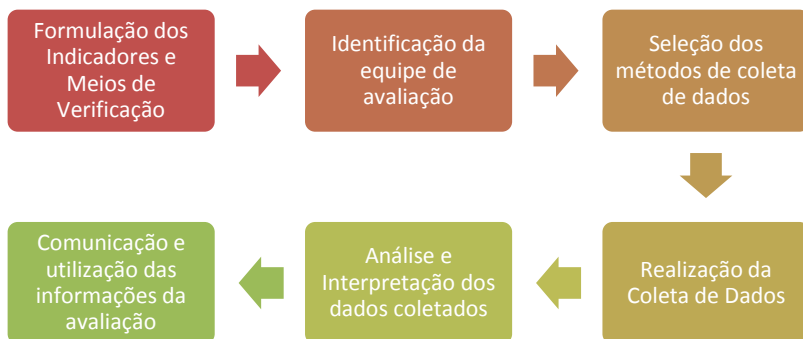 Formulação dos
Indicadores e
Meios de
Verificação
Identificação da
equipe de
avaliação
Seleção dos
métodos de coleta
de dados
Realização da
Coleta de Dados
Análise e
Interpretação dos
dados coletados
Comunicação e
utilização das
informações da
avaliação